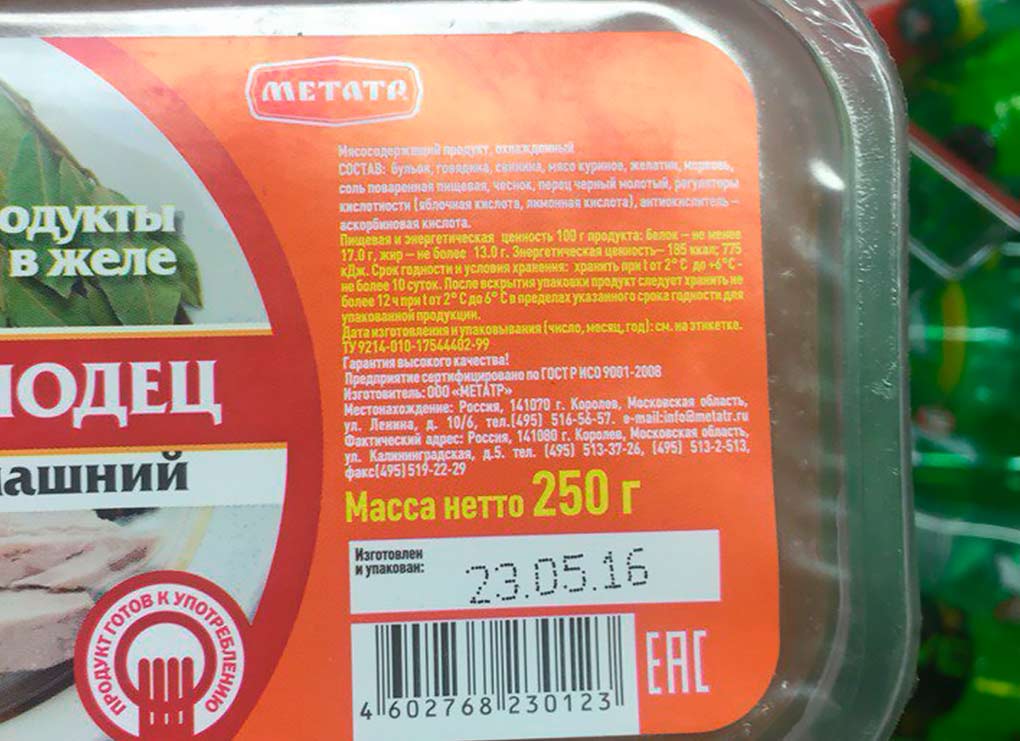 МЕТАТР
Мясосодержащий продукт, охлажденный
СОСТАВ: бульон, говядина, свинина, мясо куриное, желатин, морковь,
соль поваренная пищевая, чеснок, перец черный молотый, регуляторы
кислотности (яблочная кислота, лимонная кислота), антиокислитель –
аскорбиновая кислота.
Пищевая и энергетическая ценность 100 г продукта: белок – не менее
17.0 г, жир – не более 13.0 г. Энергетическая ценность– 185 ккал; 775
кДж. Срок годности и условия хранения: хранить при t от 2° С до +6°С -
не более 10 суток. После вскрытия упаковки продукт следует хранить не
более 12 ч при t от 2° С до 6° С в пределах указанного срока годности для
упакованной продукции.
Дата изготовления и упаковывания (число, месяц, год): см. на этикетке.
ТУ 9214-010-17544402-99
Гарантия высокого качества!
Предприятие сертифицировано по ГОСТ Р ИСО 9001-2008
Изготовитель: ООО «МЕТАТР»
Местонахождение: Россия, 141070 г. Королев, Московская область,
ул. Ленина, д. 10/6, тел.(495) 516-56-57. e-mail:info@metatr.ru
Фактический адрес: Россия, 141080 г. Королев, Московская область,
ул. Калининградская, д.5. тел. (495) 513-37-26, (495) 513-2-513,
факс(495) 519-22-29
Масса нетто 250 г
Изготовлен
и упакован:
23.05.16
4 602768 230123
ЕАС
одукты
в желе
ЛОДЕЦ
машний
ПРОДУКТ ГОТОВ К УПОТРЕБЛЕНИЮ